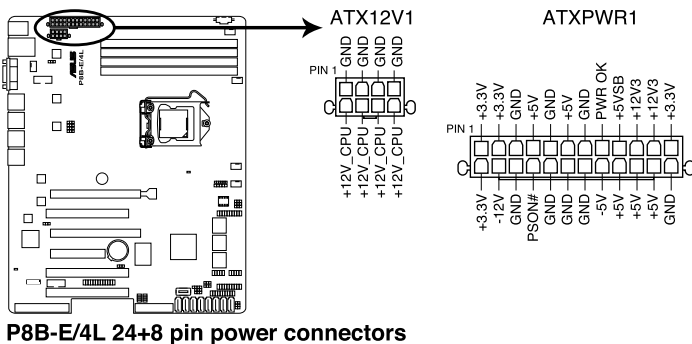 ATX12V1
PIN 1
GND
GND
GND
GND
+12V_CPU
+12V_CPU
+12V_CPU
+12V_CPU
ATXPWR1
PIN 1
+3.3V
+3.3V
GND
+5V
GND
+5V
GND
PWR OK
+5VSB
+12V3
+12V3
+3.3V
+3.3V
-12V
GND
PSON#
GND
GND
GND
-5V
+5V
+5V
+5V
GND
ASUS
P8B-E/4L
P8B-E/4L 24+8 pin power connectors